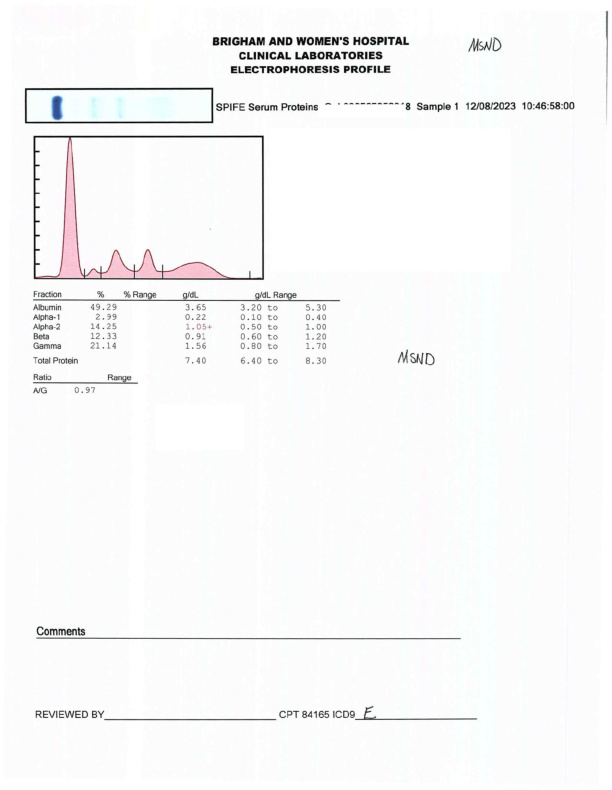 BRIGHAM AND WOMEN'S HOSPITAL
CLINICAL LABORATORIES
ELECTROPHORESIS PROFILE
MSND
SPIFE Serum Proteins 8 Sample 1 12/08/2023 10:46:58:00
Fraction % % Range g/dL g/dL Range
Albumin 49.29 3.65 3.20 to 5.30
Alpha-1 2.99 0.22 0.10 to 0.40
Alpha-2 14.25 1.05+ 0.50 to 1.00
Beta 12.33 0.91 0.60 to 1.20
Gamma 21.14 1.56 0.80 to 1.70
Total Protein 7.40 6.40 to 8.30
MSND
Ratio Range
A/G 0.97
Comments
REVIEWED BY CPT 84165 ICD9 E